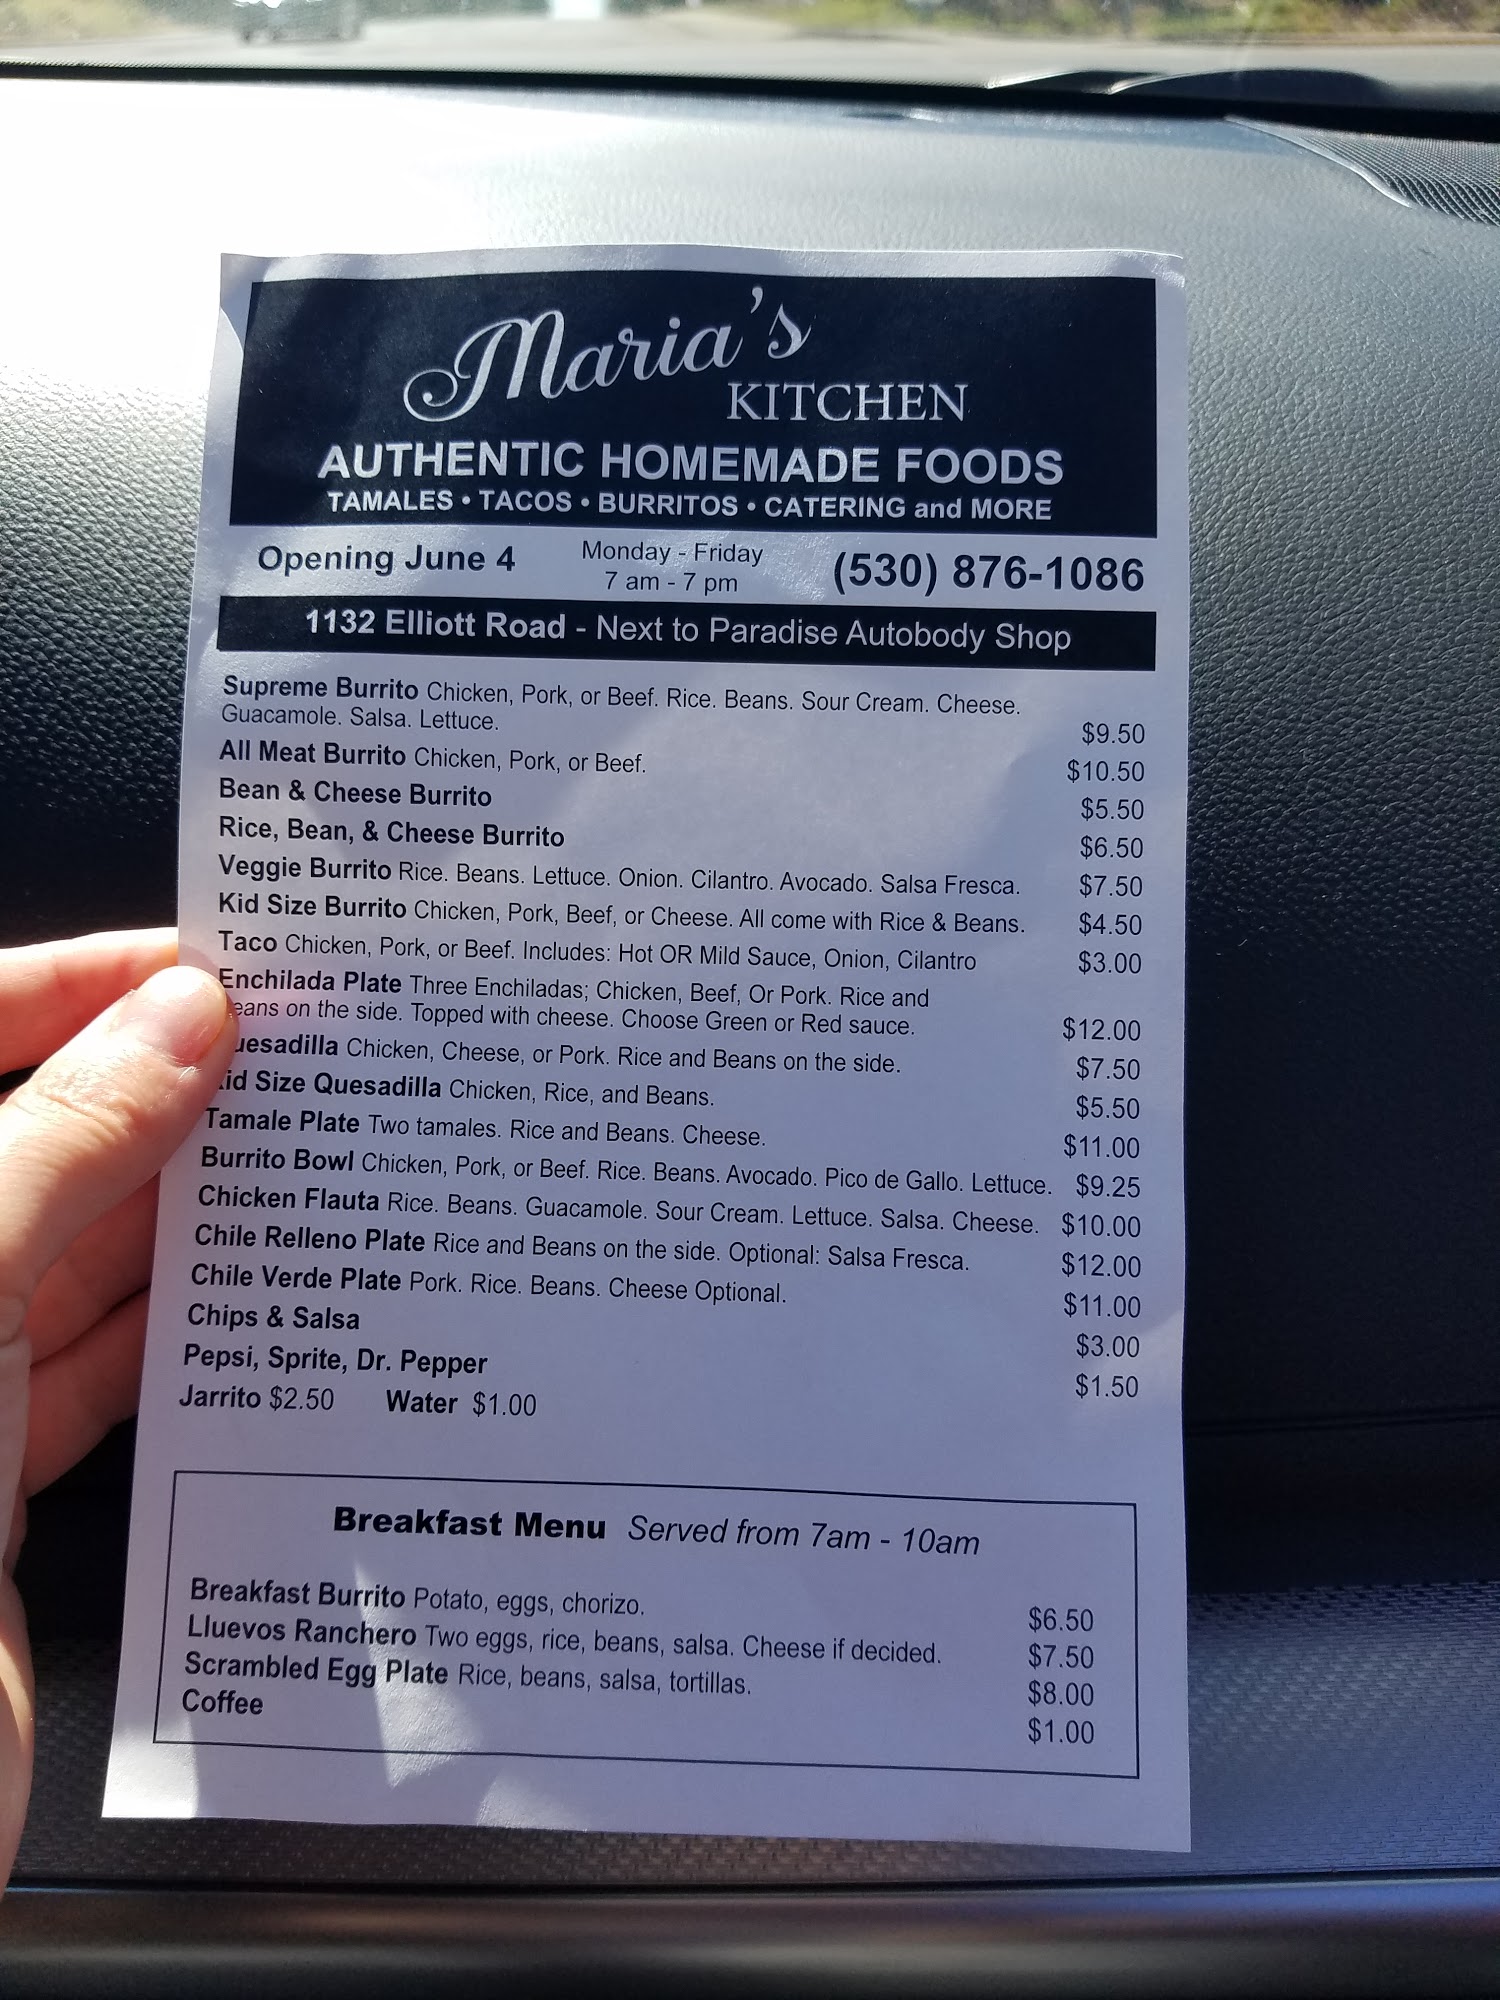 Maria's
KITCHEN
AUTHENTIC HOMEMADE FOODS
TAMALES • TACOS • BURRITOS • CATERING and MORE
Opening June 4 Monday - Friday 7 am - 7 pm (530) 876-1086
1132 Elliott Road - Next to Paradise Autobody Shop
Supreme Burrito Chicken, Pork, or Beef. Rice. Beans. Sour Cream. Cheese.
Guacamole. Salsa. Lettuce. $9.50
All Meat Burrito Chicken, Pork, or Beef. $10.50
Bean & Cheese Burrito $5.50
Rice, Bean, & Cheese Burrito $6.50
Veggie Burrito Rice. Beans. Lettuce. Onion. Cilantro. Avocado. Salsa Fresca. $7.50
Kid Size Burrito Chicken, Pork, Beef, or Cheese. All come with Rice & Beans. $4.50
Taco Chicken, Pork, or Beef. Includes: Hot OR Mild Sauce, Onion, Cilantro $3.00
Enchilada Plate Three Enchiladas; Chicken, Beef, Or Pork. Rice and
eans on the side. Topped with cheese. Choose Green or Red sauce. $12.00
uesadilla Chicken, Cheese, or Pork. Rice and Beans on the side. $7.50
id Size Quesadilla Chicken, Rice, and Beans. $5.50
Tamale Plate Two tamales. Rice and Beans. Cheese. $11.00
Burrito Bowl Chicken, Pork, or Beef. Rice. Beans. Avocado. Pico de Gallo. Lettuce. $9.25
Chicken Flauta Rice. Beans. Guacamole. Sour Cream. Lettuce. Salsa. Cheese. $10.00
Chile Relleno Plate Rice and Beans on the side. Optional: Salsa Fresca. $12.00
Chile Verde Plate Pork. Rice. Beans. Cheese Optional. $11.00
Chips & Salsa $3.00
Pepsi, Sprite, Dr. Pepper $1.50
Jarrito $2.50 Water $1.00
Breakfast Menu Served from 7am - 10am
Breakfast Burrito Potato, eggs, chorizo. $6.50
Lluevos Ranchero Two eggs, rice, beans, salsa. Cheese if decided. $7.50
Scrambled Egg Plate Rice, beans, salsa, tortillas. $8.00
Coffee $1.00